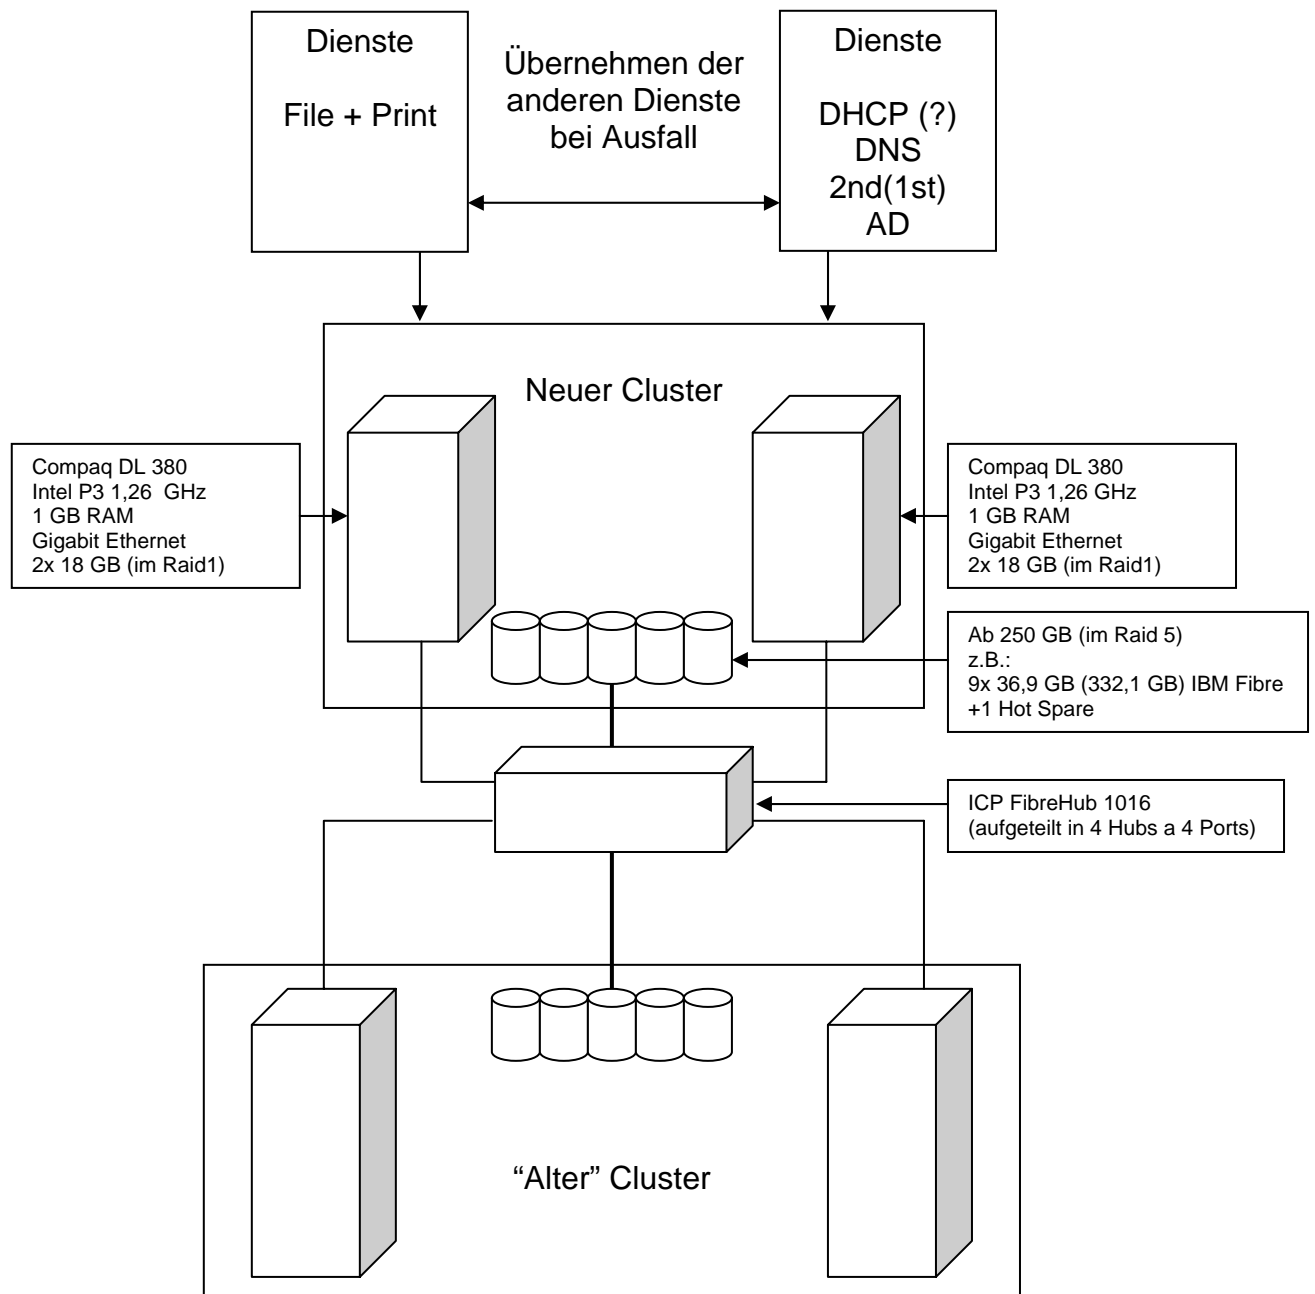 Dienste
File + Print
Übernehmen der
anderen Dienste
bei Ausfall
Dienste
DHCP (?)
DNS
2nd(1st)
AD
Neuer Cluster
Compaq DL 380
Intel P3 1,26  GHz
1 GB RAM
Gigabit Ethernet
2x 18 GB (im Raid1)
Compaq DL 380
Intel P3 1,26 GHz
1 GB RAM
Gigabit Ethernet
2x 18 GB (im Raid1)
Ab 250 GB (im Raid 5)
z.B.:
9x 36,9 GB (332,1 GB) IBM Fibre
+1 Hot Spare
ICP FibreHub 1016
(aufgeteilt in 4 Hubs a 4 Ports)
“Alter” Cluster